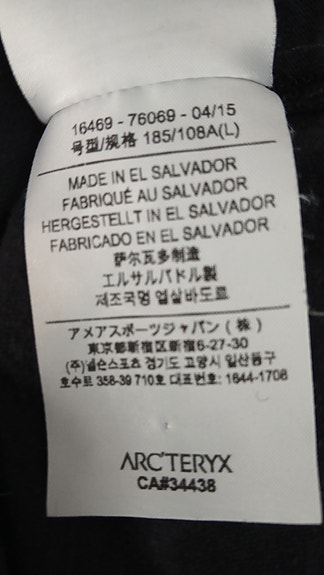 16469 - 76069 - 04/15
号型/规格 185/108A(L)
MADE IN EL SALVADOR
FABRIQUÉ AU SALVADOR
HERGESTELLT IN EL SALVADOR
FABRICADO EN EL SALVADOR
萨尔瓦多制造
エルサルバドル製
제조국명 엘살바도르
アメアスポーツジャパン(株)
東京都新宿区新宿6-27-30
(주)넬슨스포츠 경기도 고양시 일산동구
호수로 358-39 710호 대표번호: 1644-1708
ARC'TERYX
CA#34438